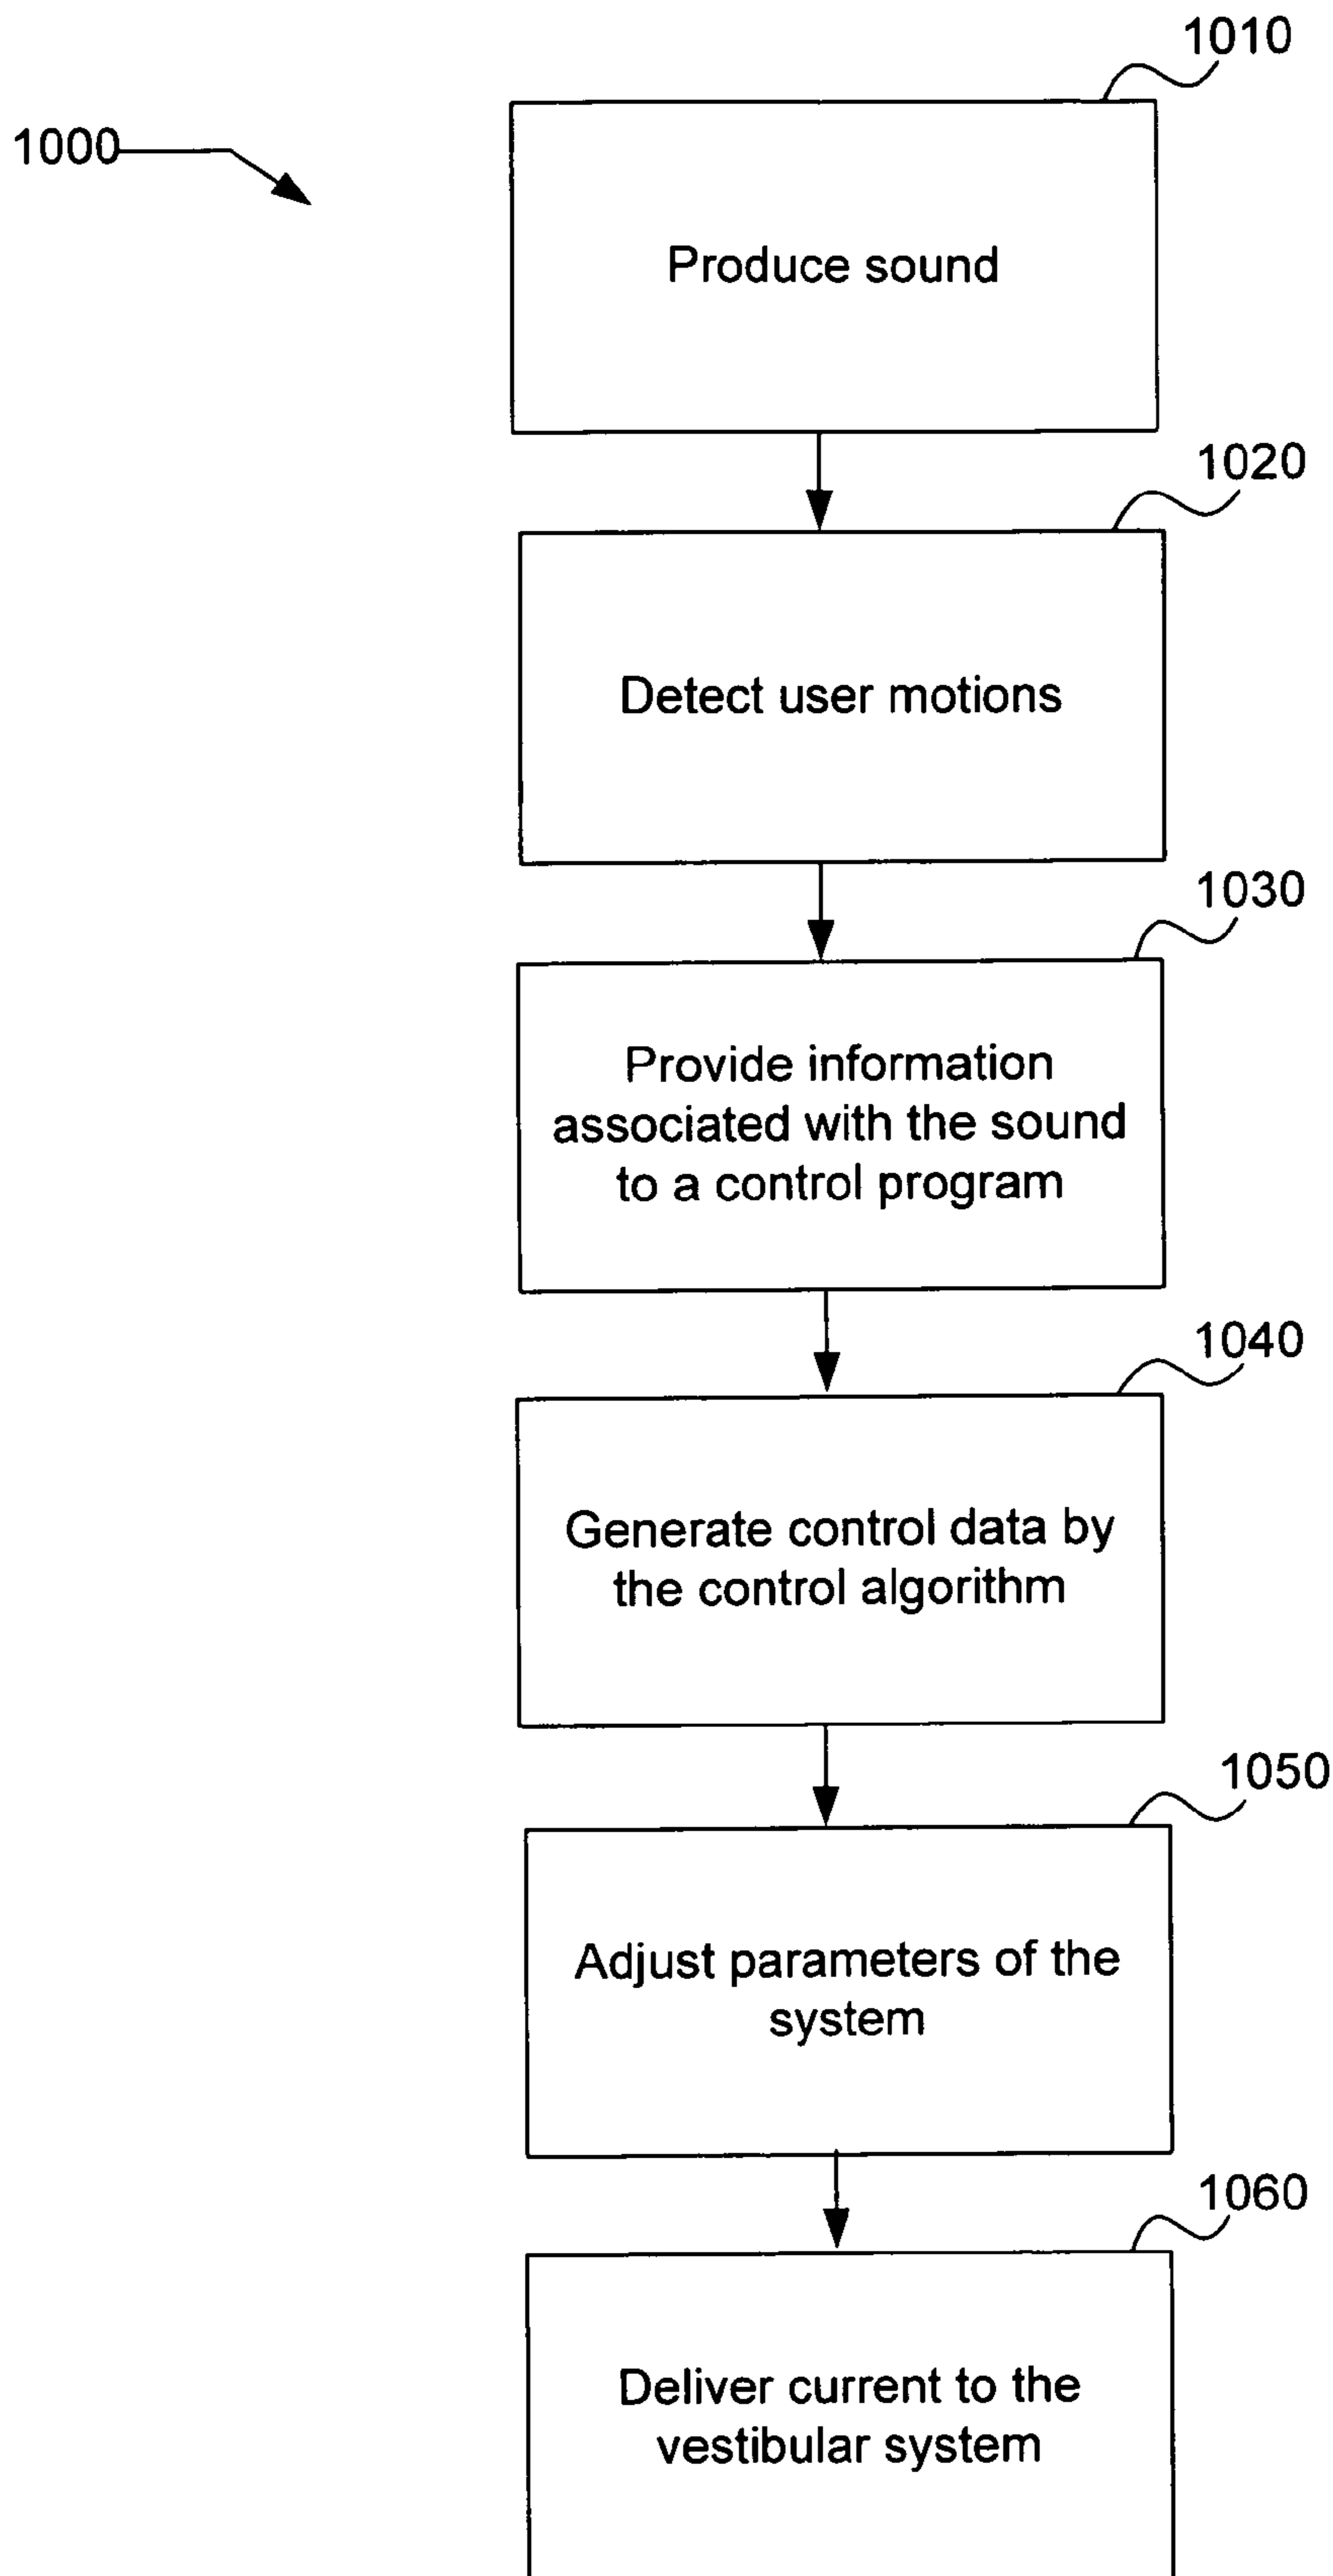 1010
1000
Produce sound
1020
Detect user motions
1030
Provide information
associated with the sound
to a control program
1040
Generate control data by
the control algorithm
1050
Adjust parameters of the
system
1060
Deliver current to the
vestibular system